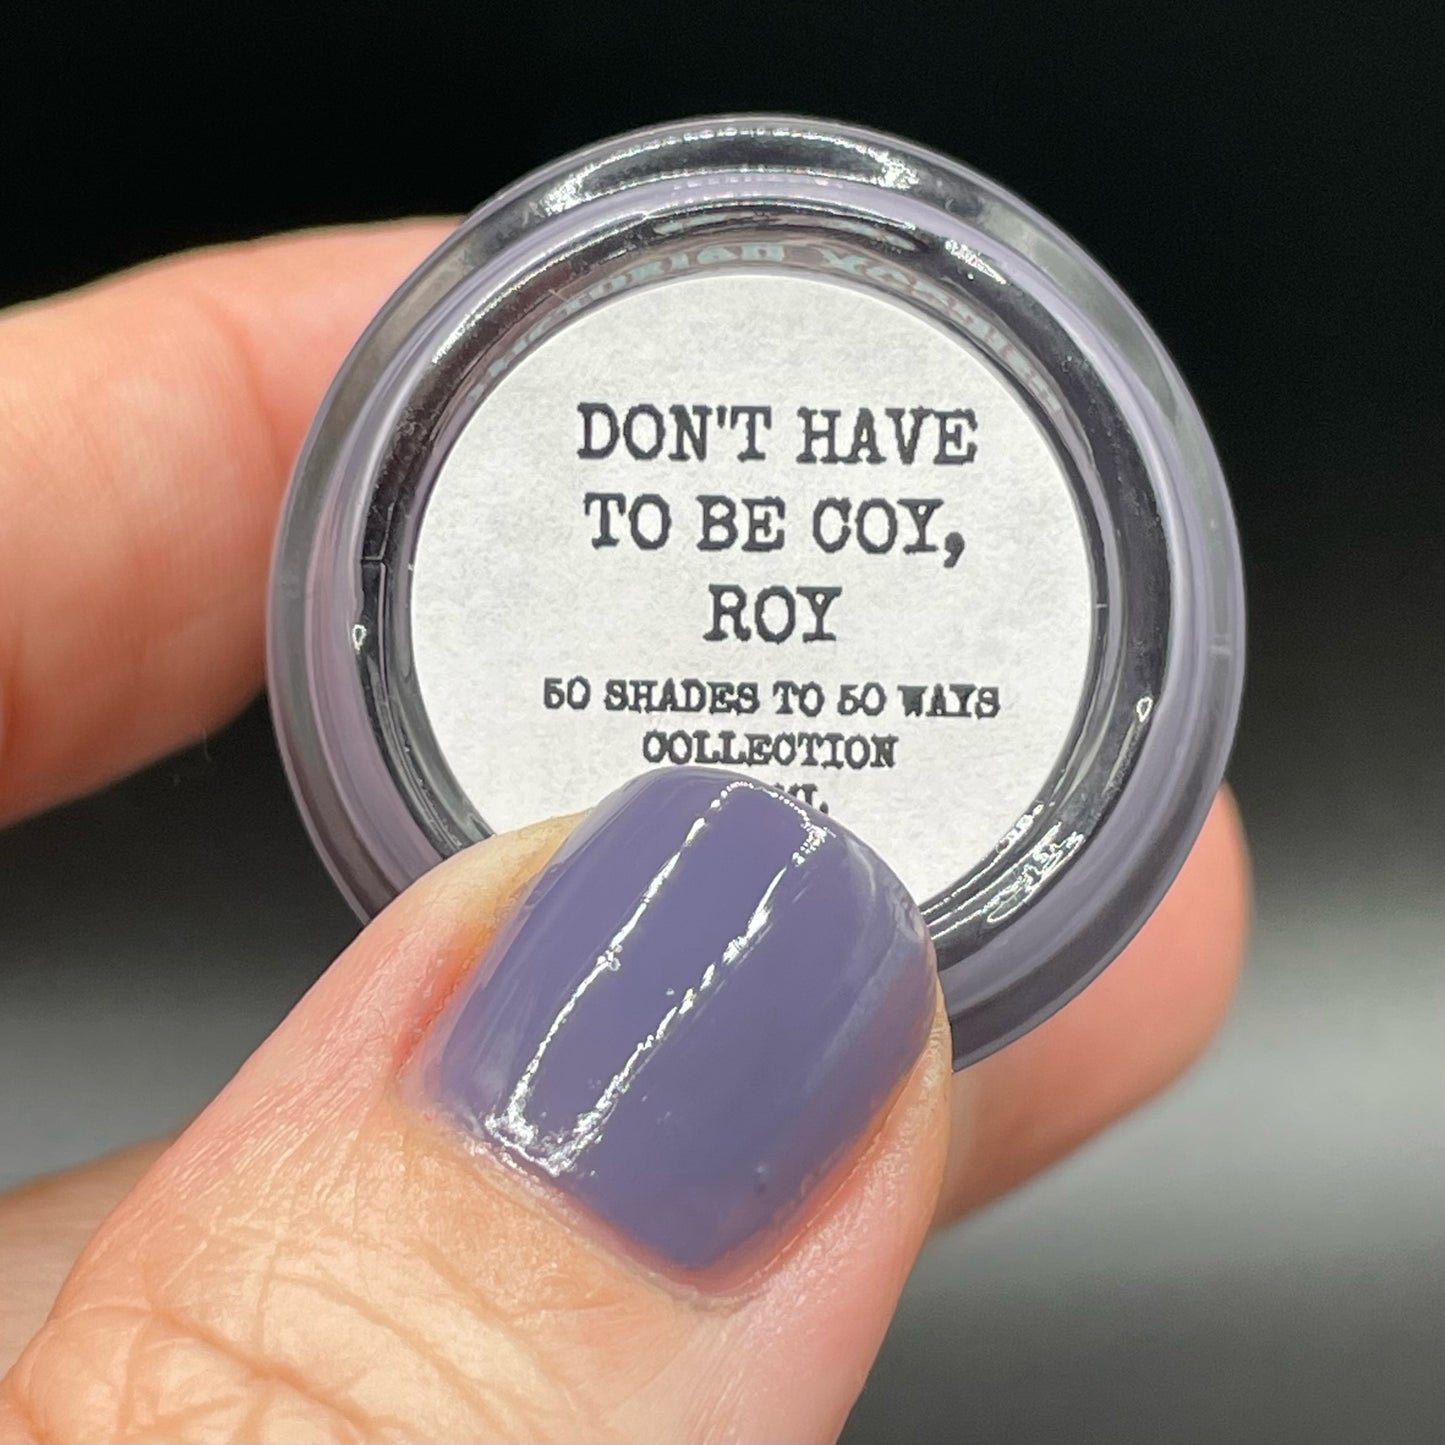 DON'T HAVE
TO BE COY,
ROY
50 SHADES TO 50 WAYS
COLLECTION